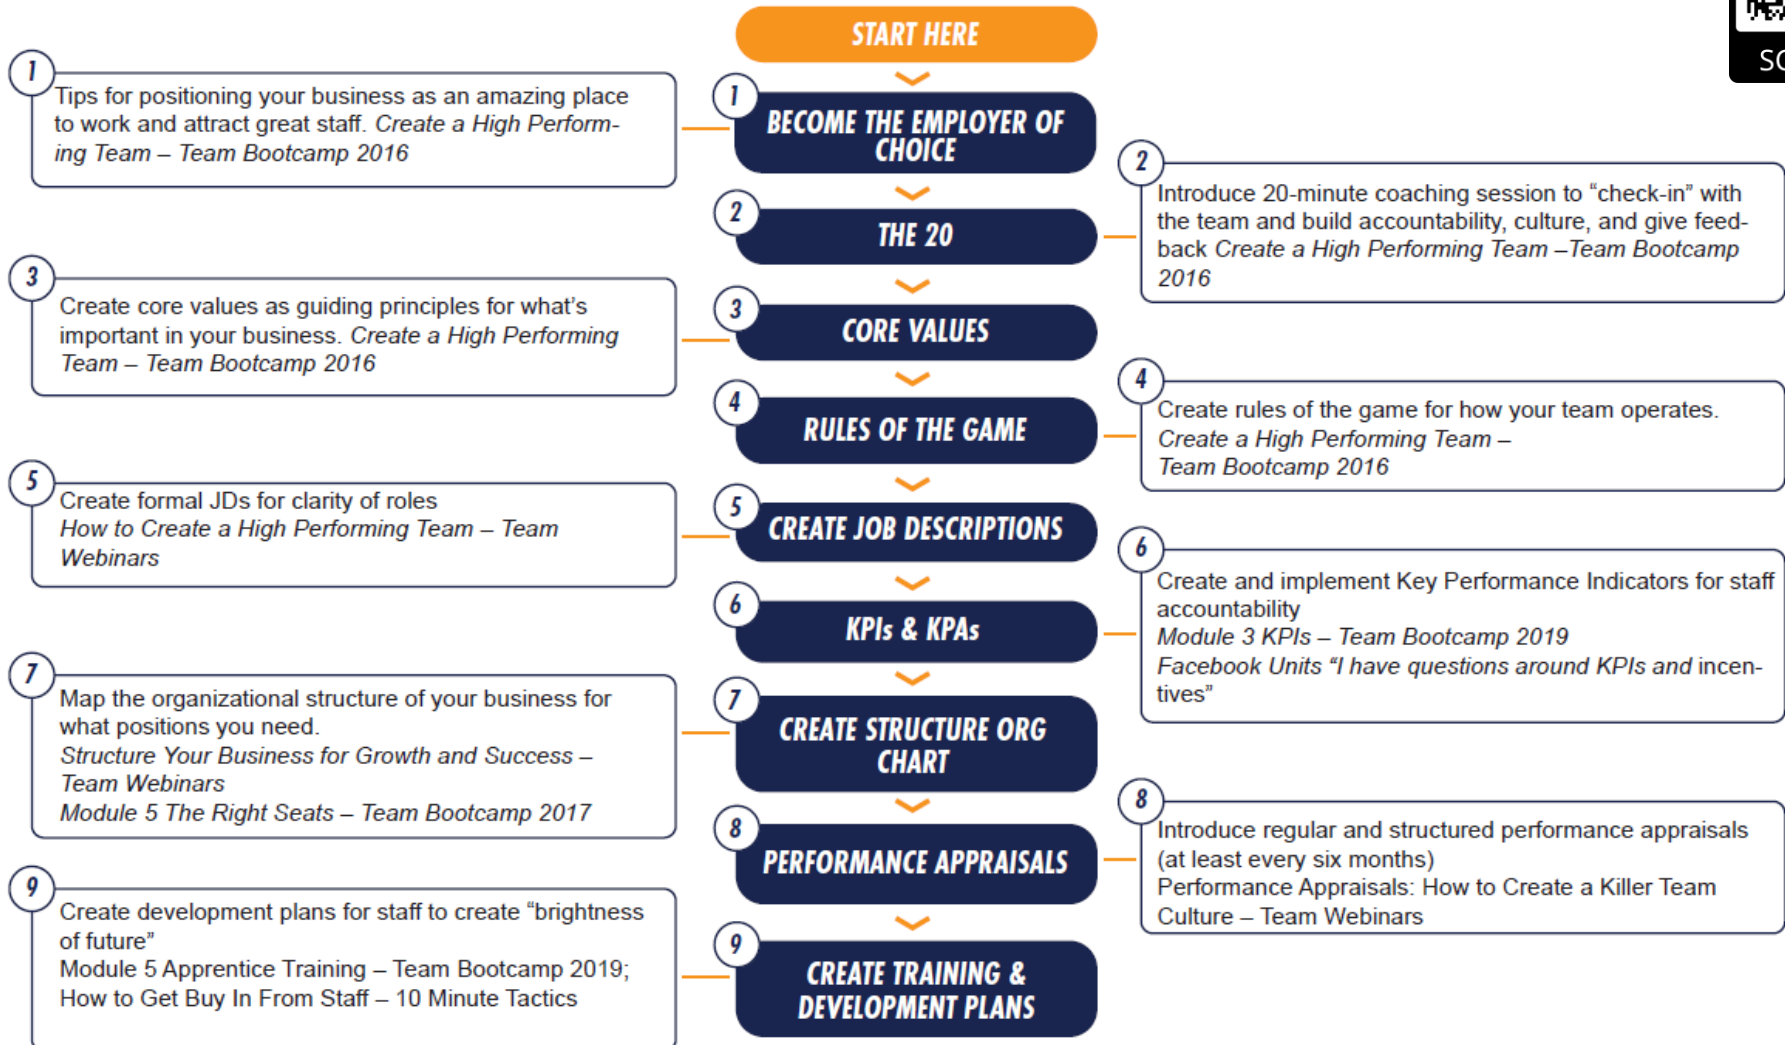 START HERE
1
Tips for positioning your business as an amazing place
to work and attract great staff. Create a High Perform-
ing Team – Team Bootcamp 2016
1
BECOME THE EMPLOYER OF
CHOICE
2
THE 20
2
Introduce 20-minute coaching session to “check-in” with
the team and build accountability, culture, and give feed-
back Create a High Performing Team –Team Bootcamp
2016
3
Create core values as guiding principles for what’s
important in your business. Create a High Performing
Team – Team Bootcamp 2016
3
CORE VALUES
4
RULES OF THE GAME
4
Create rules of the game for how your team operates.
Create a High Performing Team –
Team Bootcamp 2016
5
Create formal JDs for clarity of roles
How to Create a High Performing Team – Team
Webinars
5
CREATE JOB DESCRIPTIONS
6
KPIs & KPAs
6
Create and implement Key Performance Indicators for staff
accountability
Module 3 KPIs – Team Bootcamp 2019
Facebook Units “I have questions around KPIs and incen-
tives”
7
Map the organizational structure of your business for
what positions you need.
Structure Your Business for Growth and Success –
Team Webinars
Module 5 The Right Seats – Team Bootcamp 2017
7
CREATE STRUCTURE ORG
CHART
8
PERFORMANCE APPRAISALS
8
Introduce regular and structured performance appraisals
(at least every six months)
Performance Appraisals: How to Create a Killer Team
Culture – Team Webinars
9
Create development plans for staff to create “brightness
of future”
Module 5 Apprentice Training – Team Bootcamp 2019;
How to Get Buy In From Staff – 10 Minute Tactics
9
CREATE TRAINING &
DEVELOPMENT PLANS